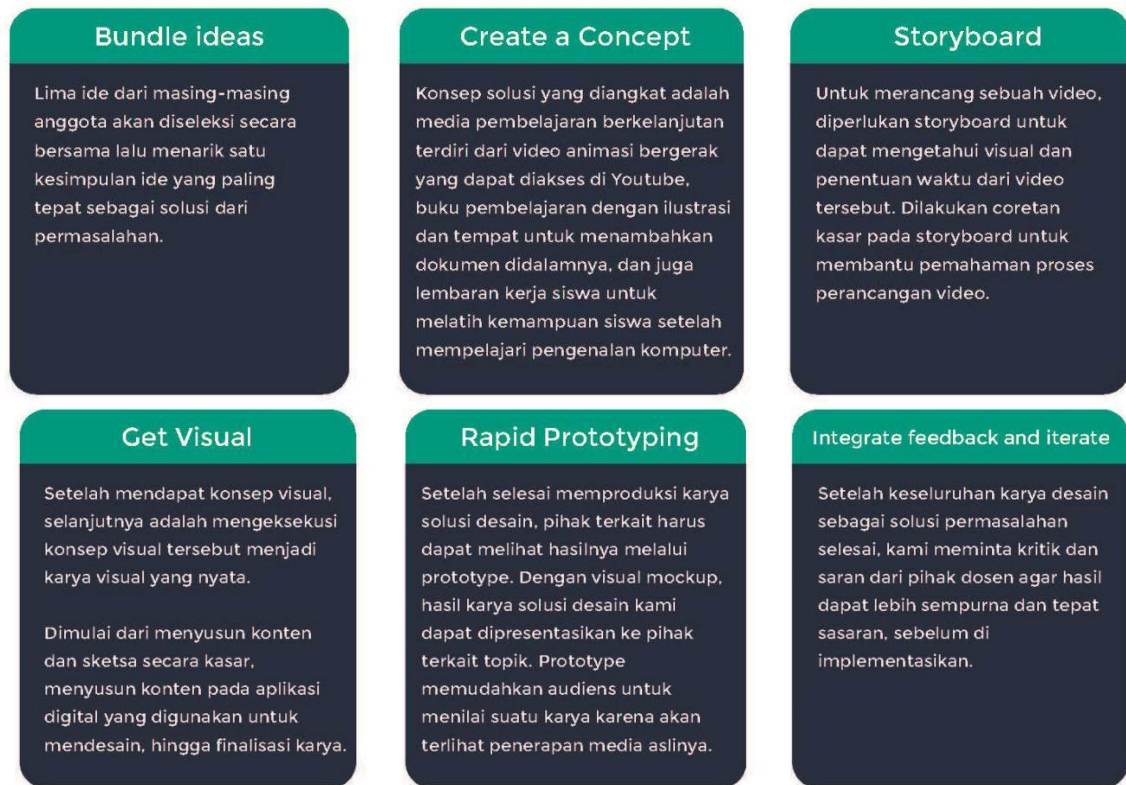 Bundle ideas
Lima ide dari masing-masing
anggota akan diseleksi secara
bersama lalu menarik satu
kesimpulan ide yang paling
tepat sebagai solusi dari
permasalahan.
Create a Concept
Konsep solusi yang diangkat adalah
media pembelajaran berkelanjutan
terdiri dari video animasi bergerak
yang dapat diakses di Youtube,
buku pembelajaran dengan ilustrasi
dan tempat untuk menambahkan
dokumen didalamnya, dan juga
lembaran kerja siswa untuk
melatih kemampuan siswa setelah
mempelajari pengenalan komputer.
Storyboard
Untuk merancang sebuah video,
diperlukan storyboard untuk
dapat mengetahui visual dan
penentuan waktu dari video
tersebut. Dilakukan coretan
kasar pada storyboard untuk
membantu pemahaman proses
perancangan video.
Get Visual
Setelah mendapat konsep visual,
selanjutnya adalah mengeksekusi
konsep visual tersebut menjadi
karya visual yang nyata.
Dimulai dari menyusun konten
dan sketsa secara kasar,
menyusun konten pada aplikasi
digital yang digunakan untuk
mendesain, hingga finalisasi karya.
Rapid Prototyping
Setelah selesai memproduksi karya
solusi desain, pihak terkait harus
dapat melihat hasilnya melalui
prototype. Dengan visual mockup,
hasil karya solusi desain kami
dapat dipresentasikan ke pihak
terkait topik. Prototype
memudahkan audiens untuk
menilai suatu karya karena akan
terlihat penerapan media aslinya.
Integrate feedback and iterate
Setelah keseluruhan karya desain
sebagai solusi permasalahan
selesai, kami meminta kritik dan
saran dari pihak dosen agar hasil
dapat lebih sempurna dan tepat
sasaran, sebelum di
implementasikan.